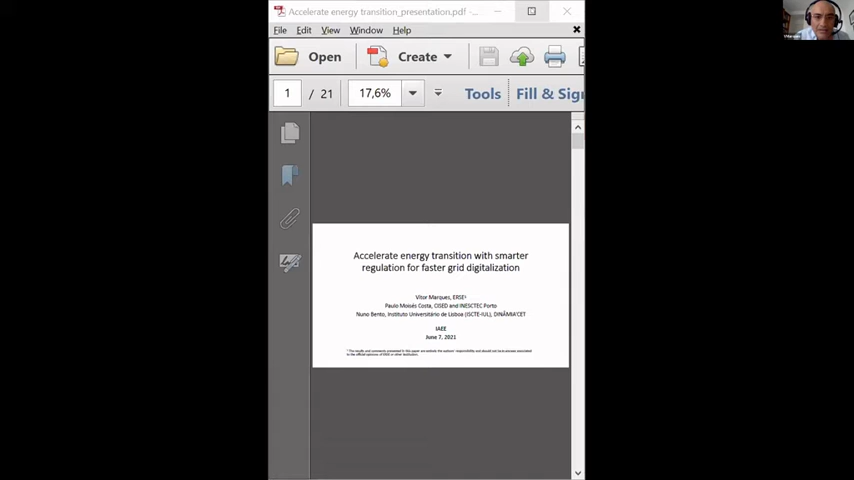 Accelerate energy transition_presentation.pdf -...
File Edit View Window Help
Open Create
1 / 21 17,6% Tools Fill & Sign
Accelerate energy transition with smarter
regulation for faster grid digitalization
Vítor Marques, ERSE¹
Paulo Moisés Costa, CISED and INESCTEC Porto
Nuno Bento, Instituto Universitário de Lisboa (ISCTE-IUL), DINÂMIA'CET
IAEE
June 7, 2021